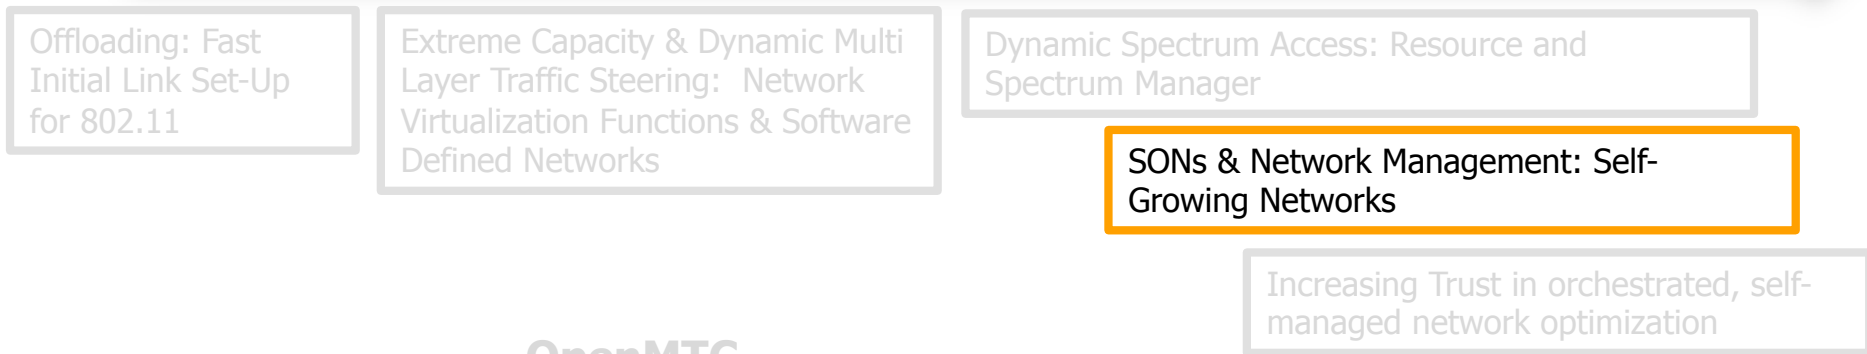 Offloading: Fast
Initial Link Set-Up
for 802.11
Extreme Capacity & Dynamic Multi
Layer Traffic Steering: Network
Virtualization Functions & Software
Defined Networks
Dynamic Spectrum Access: Resource and
Spectrum Manager
SONs & Network Management: Self-
Growing Networks
Increasing Trust in orchestrated, self-
managed network optimization
OpenMTC